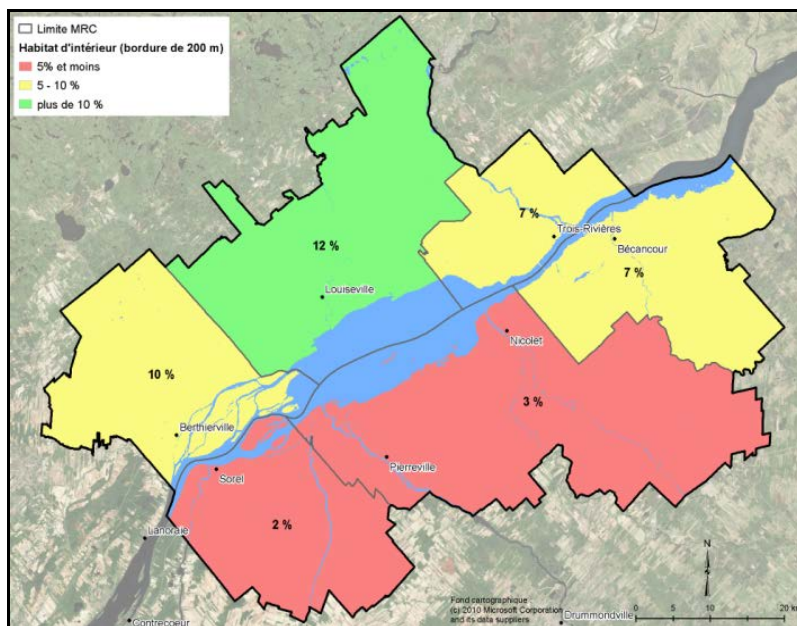 Limite MRC
Habitat d'intérieur (bordure de 200 m)
5% et moins
5 - 10 %
plus de 10 %
7 %
Trois-Rivières
Bécancour
12 %
7 %
Louiseville
Nicolet
10 %
3 %
Berthierville
Pierreville
Sorel
2 %
Lanoraie
N
Fond cartographique
(c) 2010 Microsoft Corporation
and its data suppliers
0 5 10 20 km
Drummondville
Contrecoeur